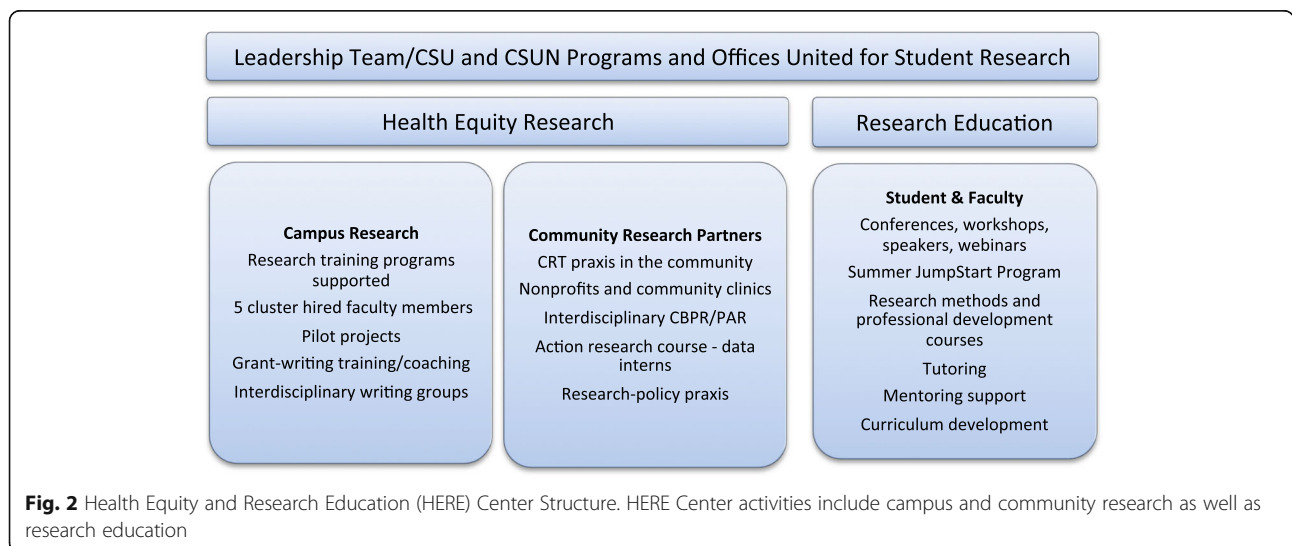 Leadership Team/CSU and CSUN Programs and Offices United for Student Research
Health Equity Research
Research Education
Campus Research
Research training programs
supported
5 cluster hired faculty members
Pilot projects
Grant-writing training/coaching
Interdisciplinary writing groups
Community Research Partners
CRT praxis in the community
Nonprofits and community clinics
Interdisciplinary CBPR/PAR
Action research course - data
interns
Research-policy praxis
Student & Faculty
Conferences, workshops,
speakers, webinars
Summer JumpStart Program
Research methods and
professional development
courses
Tutoring
Mentoring support
Curriculum development
Fig. 2 Health Equity and Research Education (HERE) Center Structure. HERE Center activities include campus and community research as well as
research education